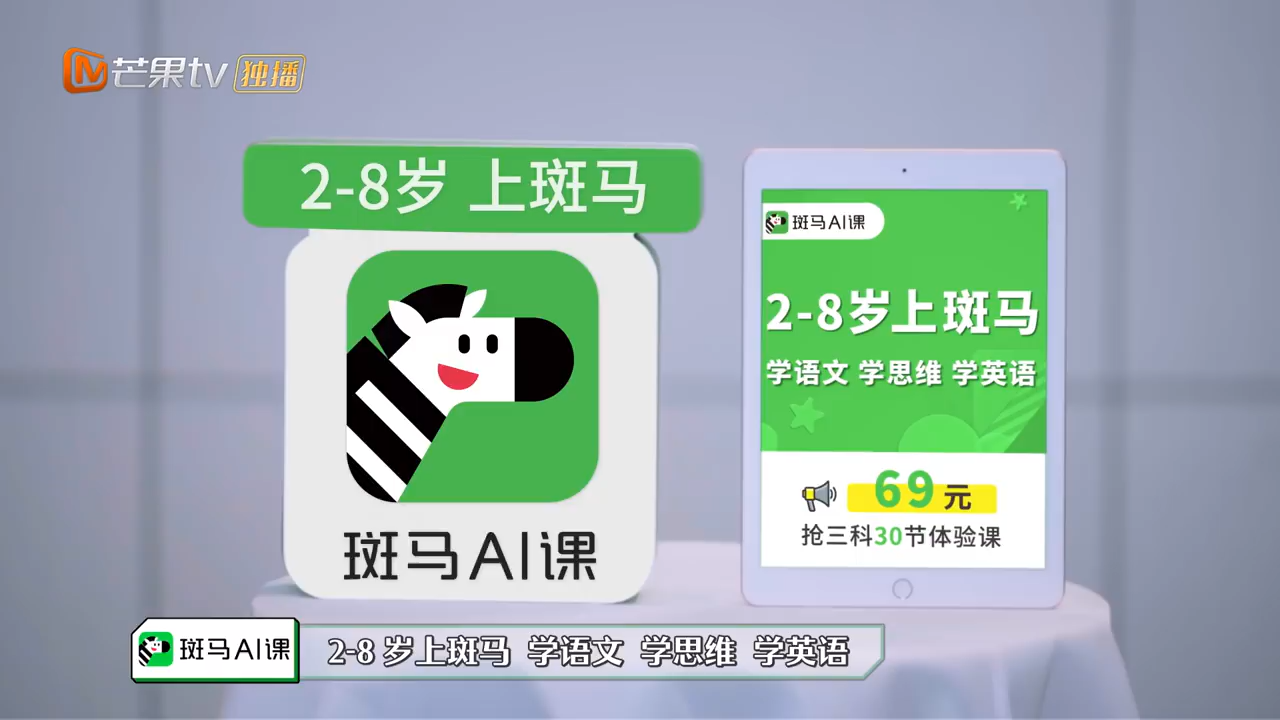 芒果tv 独播
2-8岁 上斑马
斑马AI课
斑马AI课
2-8岁上斑马
学语文 学思维 学英语
69元
抢三科30节体验课
斑马AI课
2-8岁上斑马 学语文 学思维 学英语